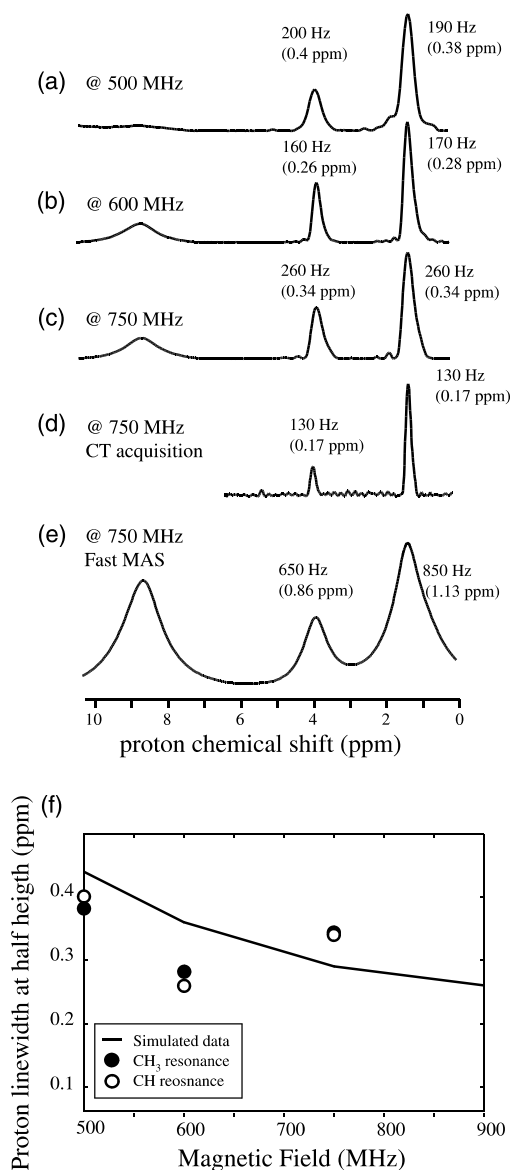 (a) @ 500 MHz
200 Hz
(0.4 ppm)
190 Hz
(0.38 ppm)
(b) @ 600 MHz
160 Hz
(0.26 ppm)
170 Hz
(0.28 ppm)
(c) @ 750 MHz
260 Hz
(0.34 ppm)
260 Hz
(0.34 ppm)
(d) @ 750 MHz
CT acquisition
130 Hz
(0.17 ppm)
130 Hz
(0.17 ppm)
(e) @ 750 MHz
Fast MAS
650 Hz
(0.86 ppm)
850 Hz
(1.13 ppm)
10 8 6 4 2 0
proton chemical shift (ppm)
(f)
Proton linewidth at half heigth (ppm)
0.4
0.3
0.2
0.1
Simulated data
CH3 resonance
CH reosnance
500 600 700 800 900
Magnetic Field (MHz)